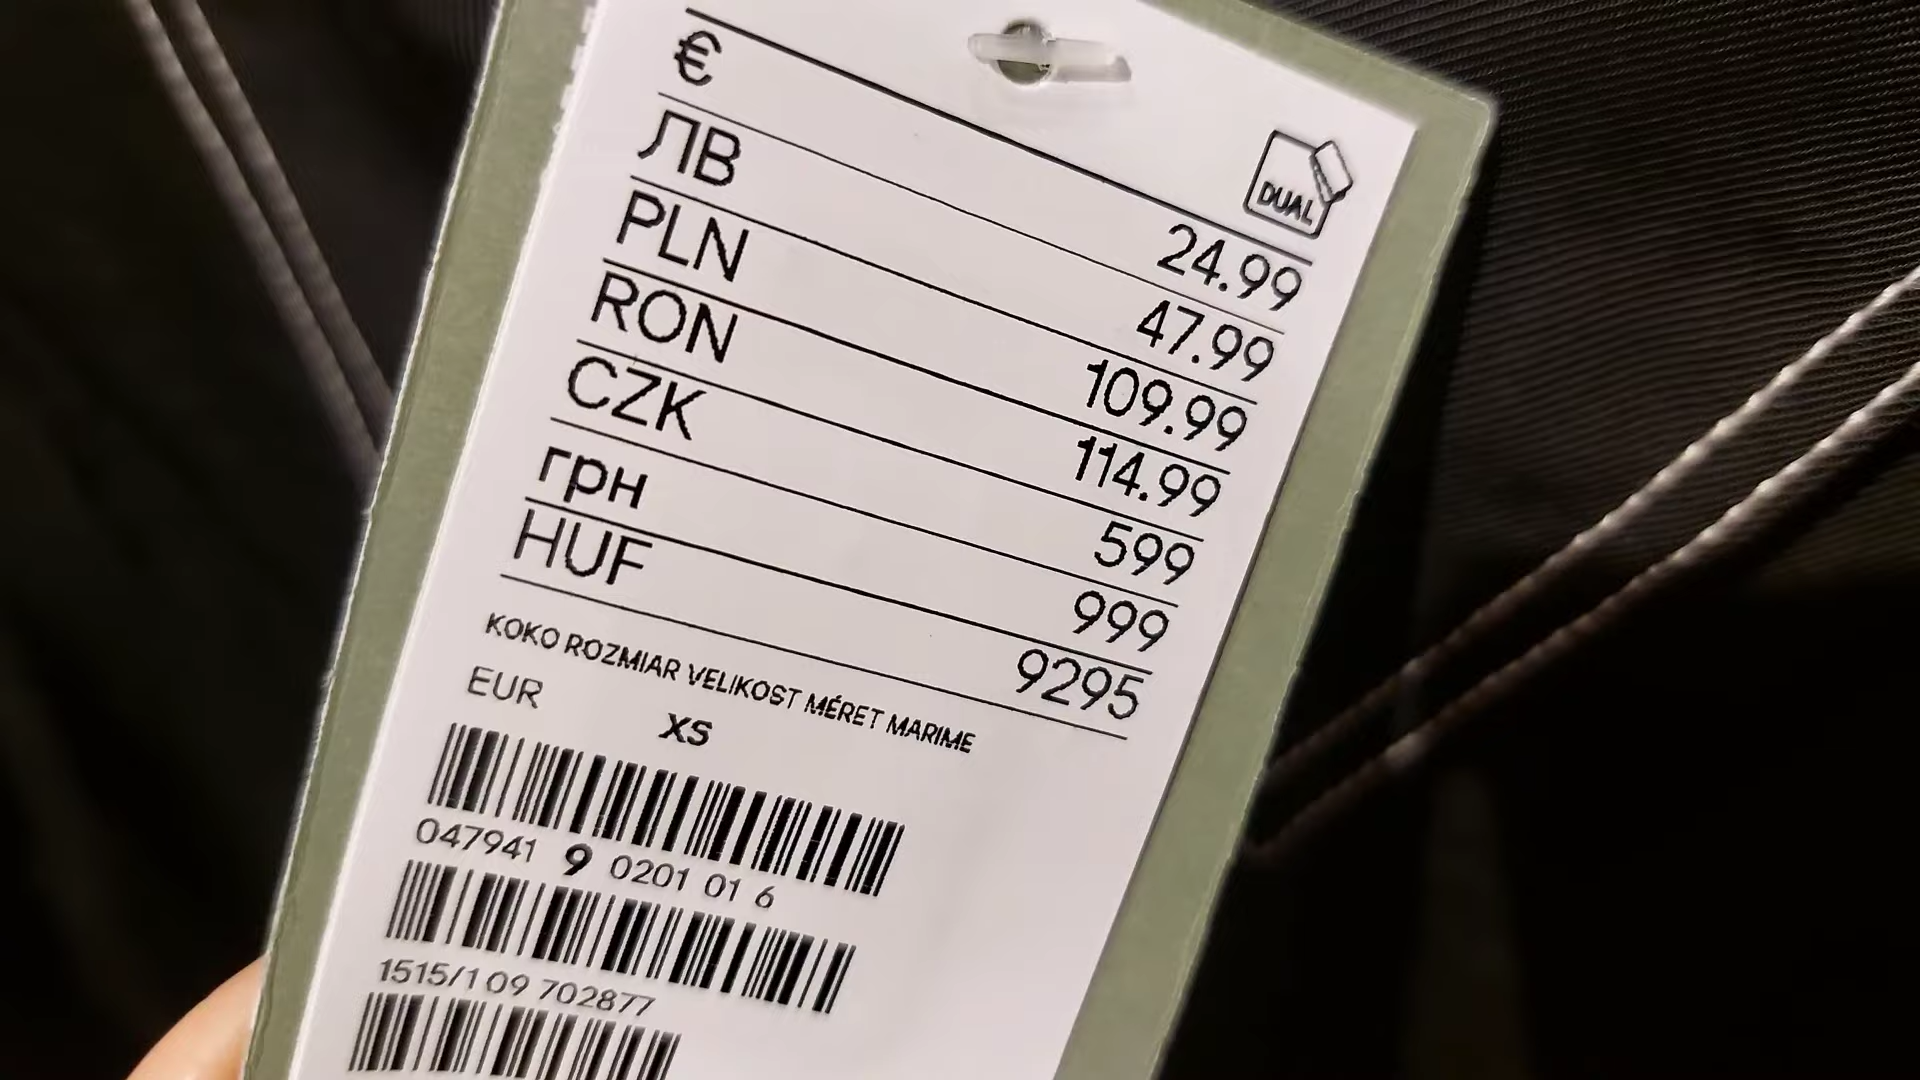 DUAL
€ 24.99
ЛВ 47.99
PLN 109.99
RON 114.99
CZK 599
грн 999
HUF 9295
KOKO ROZMIAR VELIKOST MÉRET MARIME
EUR XS
047941 9 0201 01 6
1515/1 09 702877